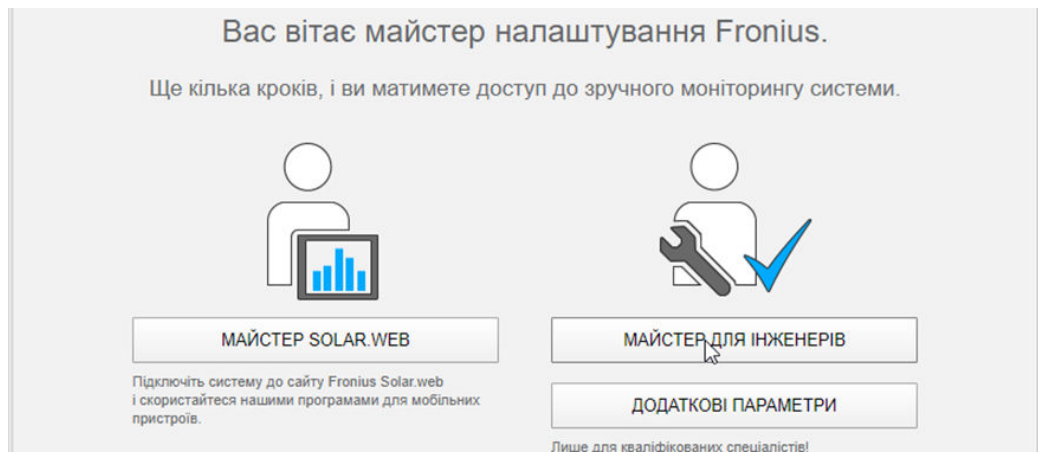 Вас вітає майстер налаштування Fronius.
Ще кілька кроків, і ви матимете доступ до зручного моніторингу системи.
МАЙСТЕР SOLAR.WEB
Підключіть систему до сайту Fronius Solar.web
і скористайтеся нашими програмами для мобільних
пристроїв.
МАЙСТЕР ДЛЯ ІНЖЕНЕРІВ
ДОДАТКОВІ ПАРАМЕТРИ
Лише для кваліфікованих спеціалістів!